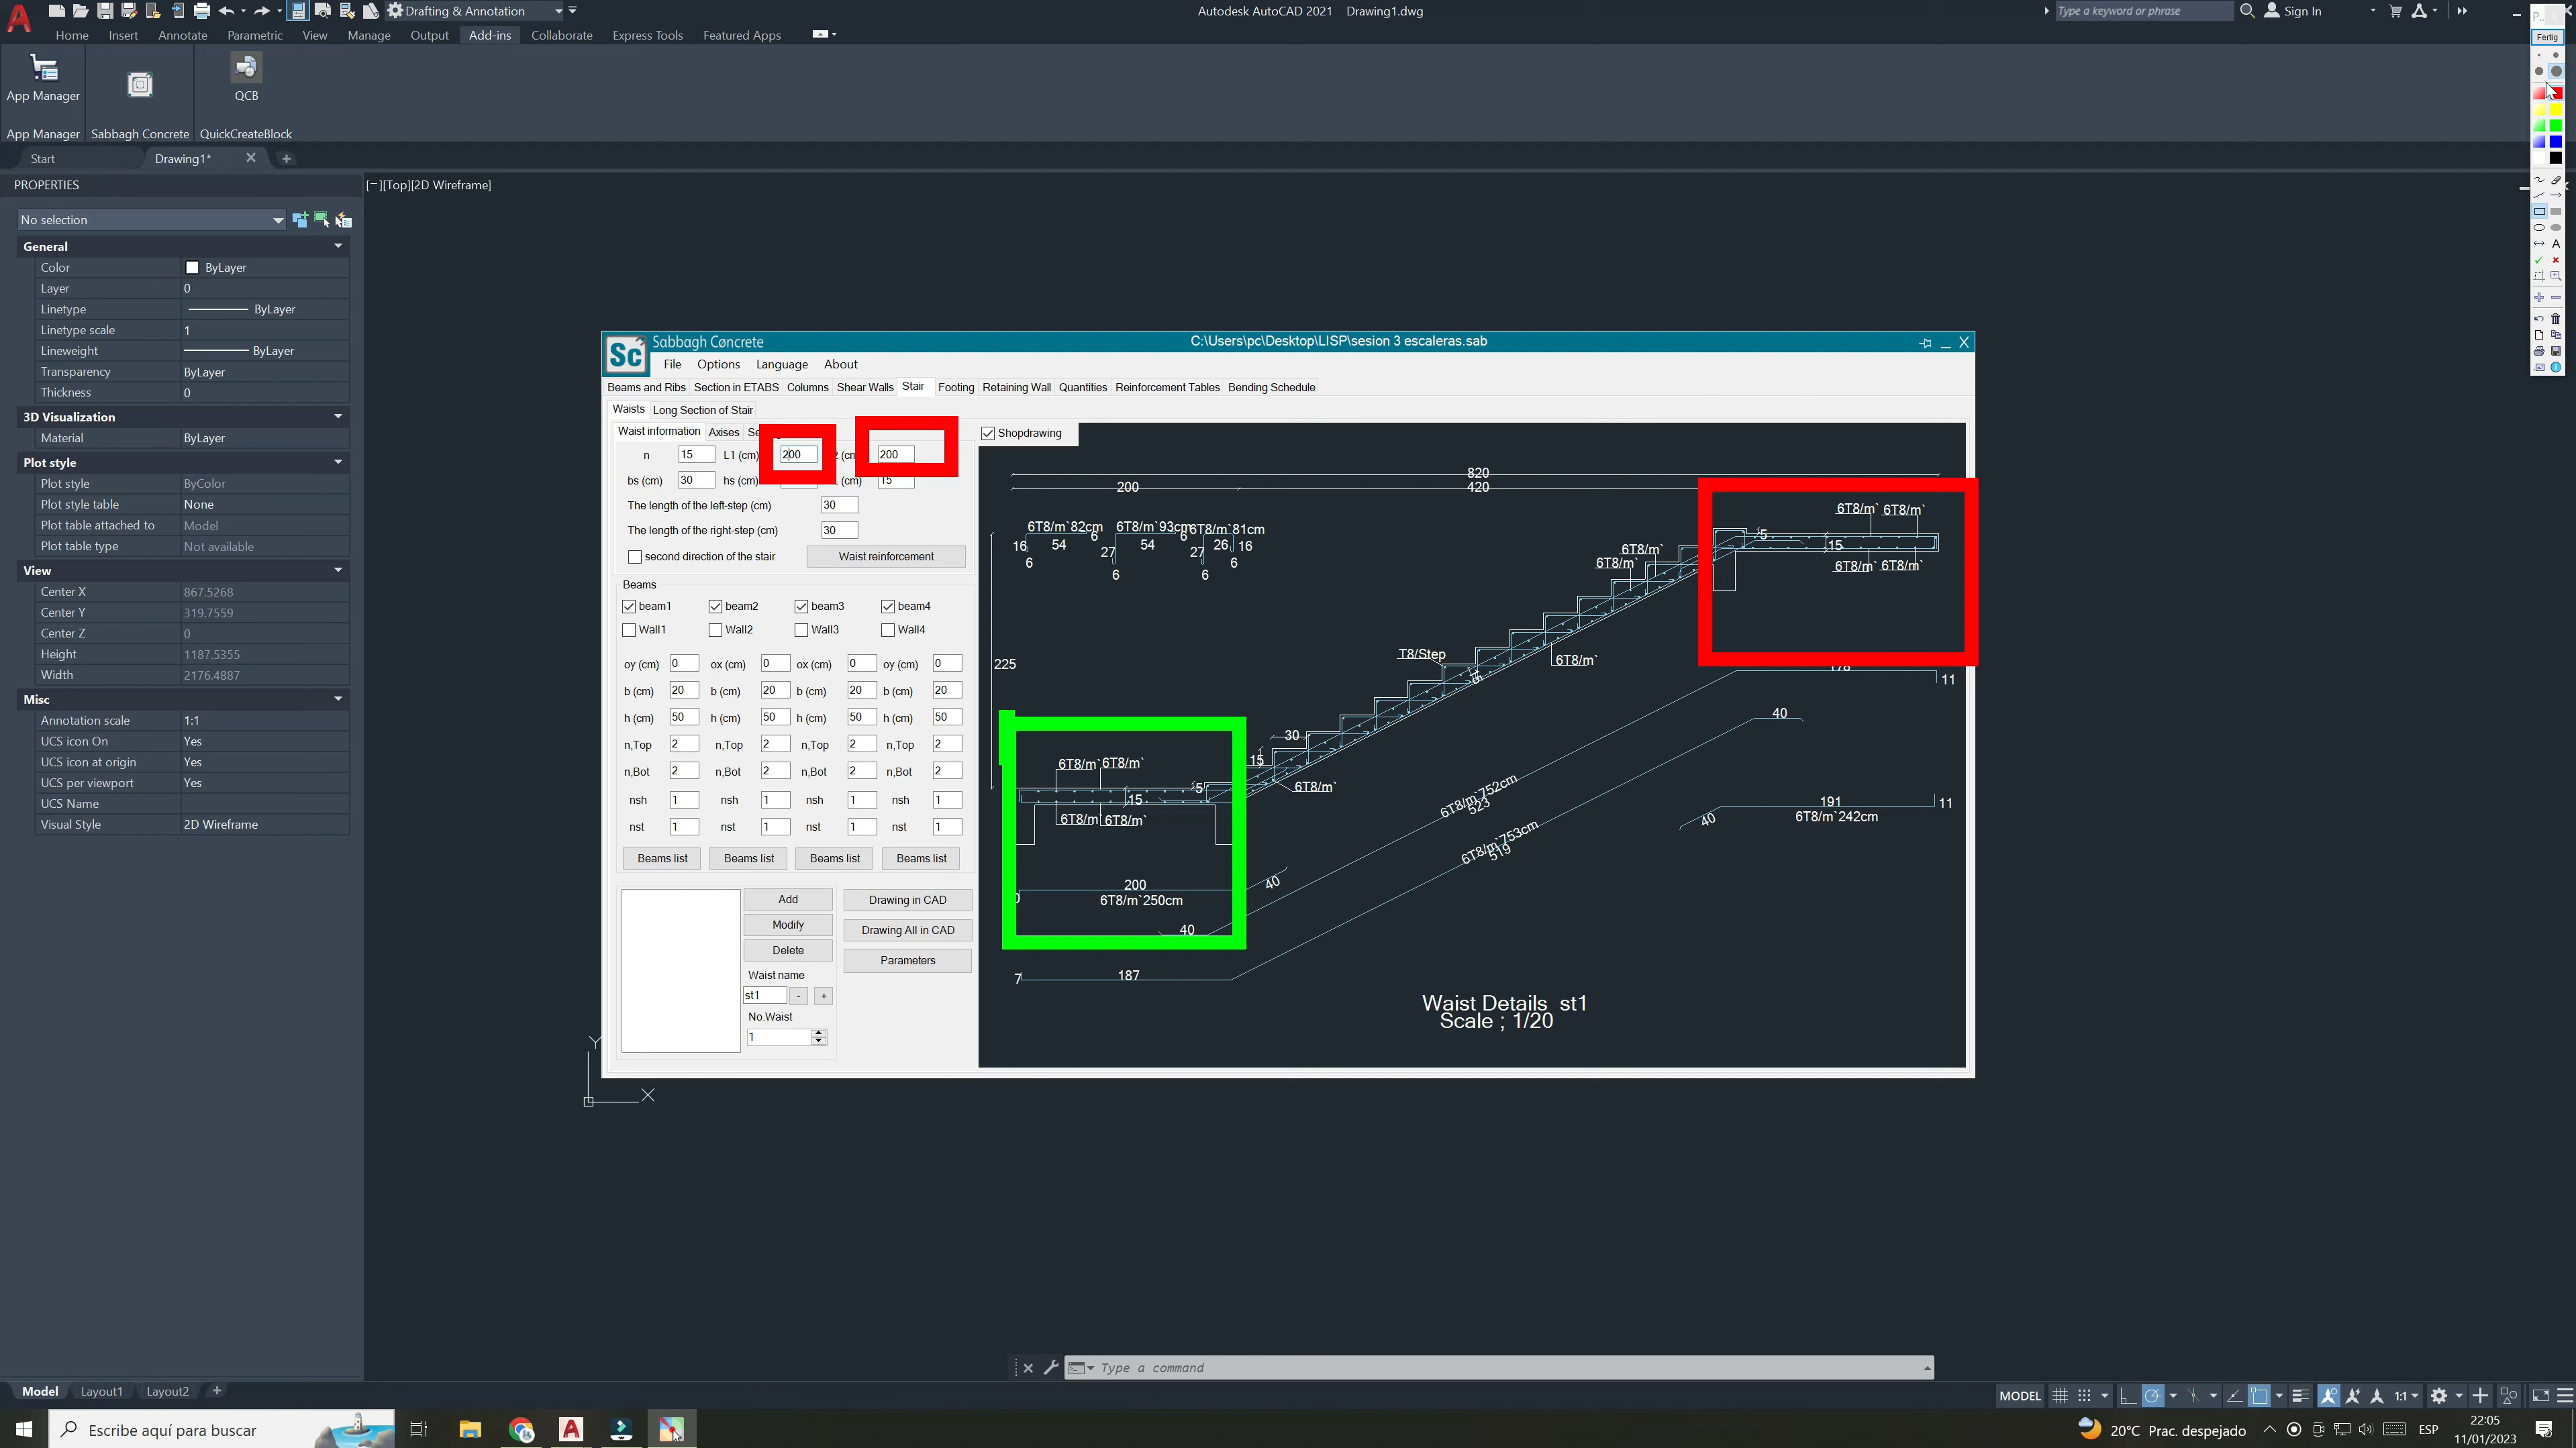 Drafting & Annotation
Autodesk AutoCAD 2021 Drawing1.dwg
Type a keyword or phrase
Sign In
P...
Fertig
Home Insert Annotate Parametric View Manage Output Add-ins Collaborate Express Tools Featured Apps
App Manager
QCB
App Manager Sabbagh Concrete QuickCreateBlock
Start Drawing1*
PROPERTIES
[−][Top][2D Wireframe]
No selection
General
Color ByLayer
Layer 0
Linetype ByLayer
Linetype scale 1
Lineweight ByLayer
Transparency ByLayer
Thickness 0
3D Visualization
Material ByLayer
Plot style
Plot style ByColor
Plot style table None
Plot table attached to Model
Plot table type Not available
View
Center X 867.5268
Center Y 319.7559
Center Z 0
Height 1187.5355
Width 2176.4887
Misc
Annotation scale 1:1
UCS icon On Yes
UCS icon at origin Yes
UCS per viewport Yes
UCS Name
Visual Style 2D Wireframe
Sc Sabbagh Concrete C:\Users\pc\Desktop\LISP\sesion 3 escaleras.sab
File Options Language About
Beams and Ribs Section in ETABS Columns Shear Walls Stair Footing Retaining Wall Quantities Reinforcement Tables Bending Schedule
Waists Long Section of Stair
Waist information Axises Se
n 15 L1 (cm) 200 2 (cm 200
bs (cm) 30 hs (cm) (cm) 15
The length of the left-step (cm) 30
The length of the right-step (cm) 30
second direction of the stair Waist reinforcement
Beams
beam1 beam2 beam3 beam4
Wall1 Wall2 Wall3 Wall4
oy (cm) 0 ox (cm) 0 ox (cm) 0 oy (cm) 0
b (cm) 20 b (cm) 20 b (cm) 20 b (cm) 20
h (cm) 50 h (cm) 50 h (cm) 50 h (cm) 50
n,Top 2 n,Top 2 n,Top 2 n,Top 2
n,Bot 2 n,Bot 2 n,Bot 2 n,Bot 2
nsh 1 nsh 1 nsh 1 nsh 1
nst 1 nst 1 nst 1 nst 1
Beams list Beams list Beams list Beams list
Add
Modify
Delete
Waist name
st1 - +
No.Waist
1
Drawing in CAD
Drawing All in CAD
Parameters
Shopdrawing
820
200 420
6T8/m`82cm 6T8/m`93cm 6T8/m`81cm
16 54 6 27 54 6 27 26 16
6 6 6 6
6T8/m` 6T8/m`
5
15
6T8/m` 6T8/m`
6T8/m`
6T8/m`
225
T8/Step
15
6T8/m`
178
11
40
30
15
6T8/m`
6T8/m` 6T8/m`
5
15
6T8/m` 6T8/m`
6T8/m`752cm
523
191
11
40
6T8/m`242cm
6T8/m`753cm
519
200
6T8/m`250cm
40
40
7 187
Waist Details st1
Scale ; 1/20
Y
X
Type a command
Model Layout1 Layout2
MODEL
1:1
Escribe aquí para buscar
20°C Prac. despejado
ESP
22:05
11/01/2023